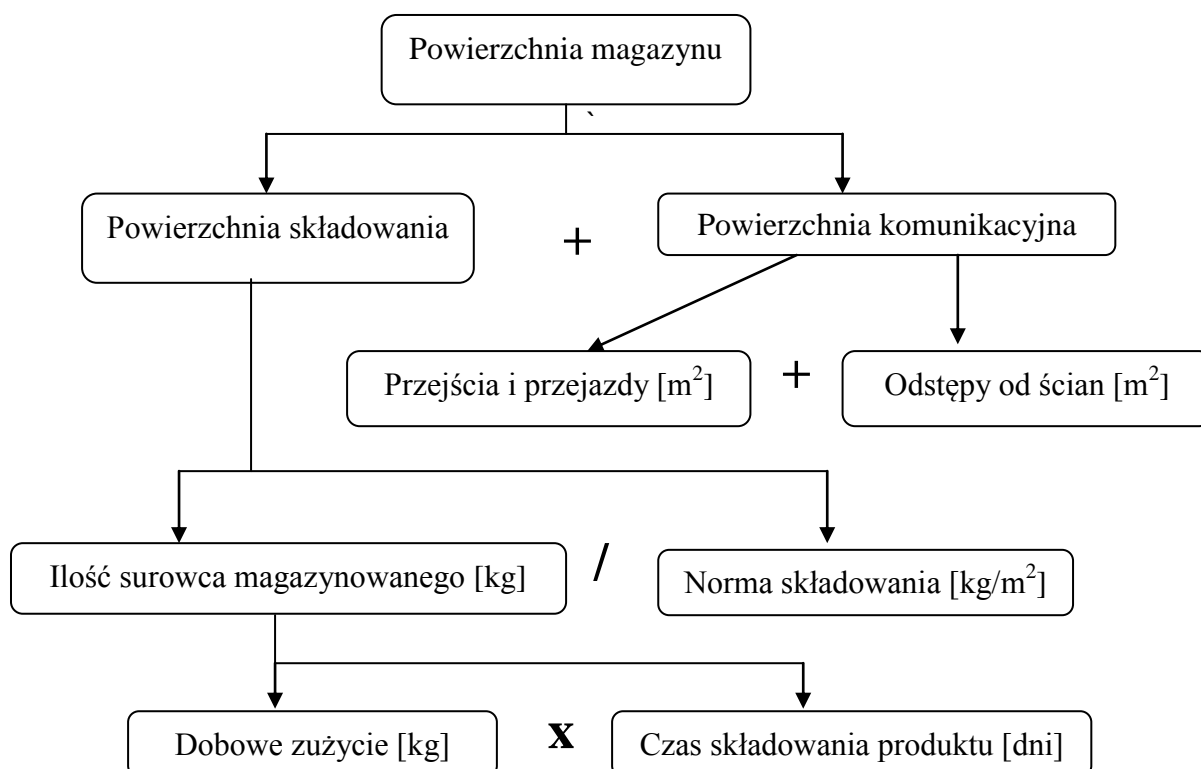 Powierzchnia magazynu
`
Powierzchnia składowania
+
Powierzchnia komunikacyjna
Przejścia i przejazdy [m²]
+
Odstępy od ścian [m²]
Ilość surowca magazynowanego [kg]
/
Norma składowania [kg/m²]
Dobowe zużycie [kg]
x
Czas składowania produktu [dni]